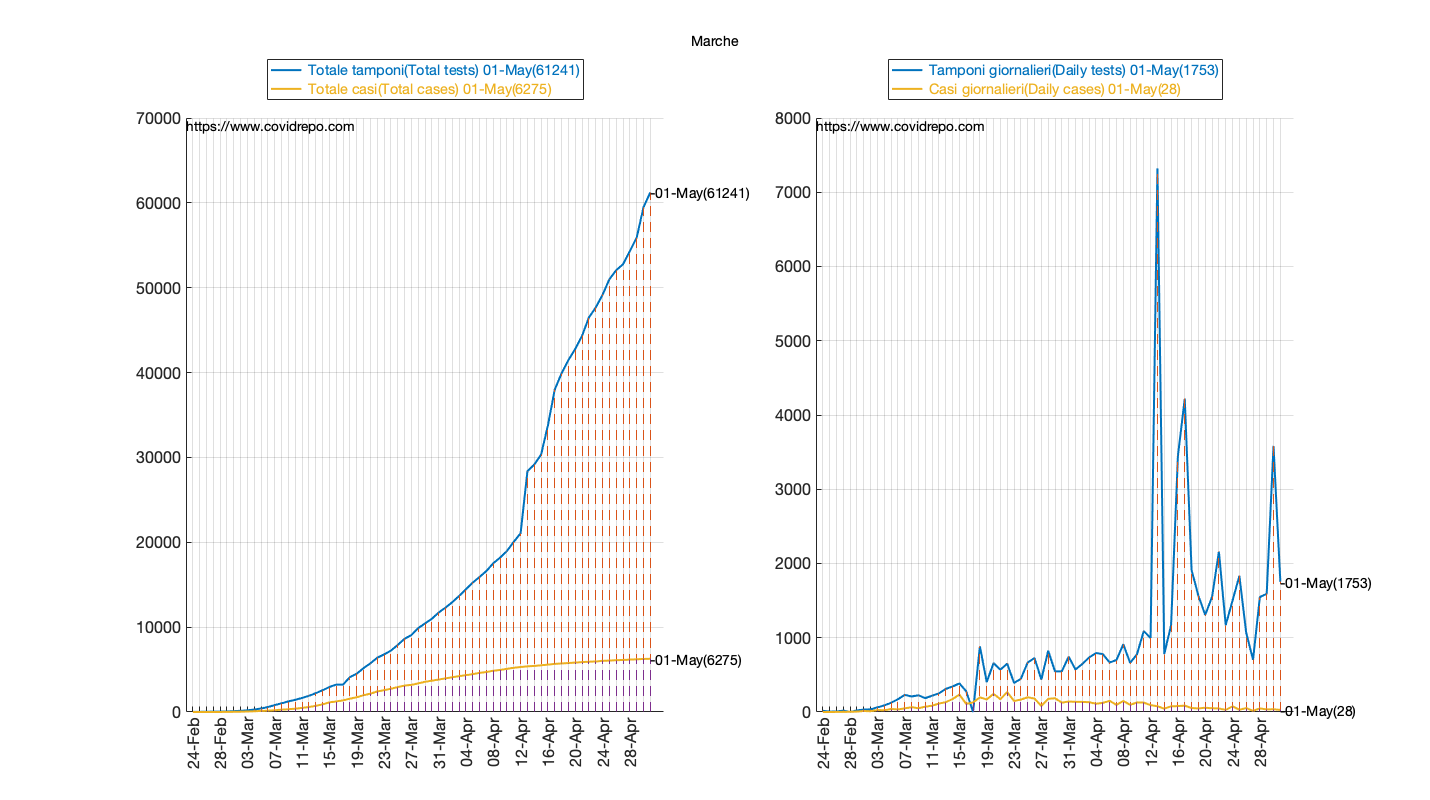 Marche
Totale tamponi(Total tests) 01-May(61241)
Totale casi(Total cases) 01-May(6275)
70000
60000
50000
40000
30000
20000
10000
0
https://www.covidrepo.com
01-May(61241)
01-May(6275)
24-Feb
28-Feb
03-Mar
07-Mar
11-Mar
15-Mar
19-Mar
23-Mar
27-Mar
31-Mar
04-Apr
08-Apr
12-Apr
16-Apr
20-Apr
24-Apr
28-Apr
Tamponi giornalieri(Daily tests) 01-May(1753)
Casi giornalieri(Daily cases) 01-May(28)
8000
7000
6000
5000
4000
3000
2000
1000
0
https://www.covidrepo.com
01-May(1753)
01-May(28)
24-Feb
28-Feb
03-Mar
07-Mar
11-Mar
15-Mar
19-Mar
23-Mar
27-Mar
31-Mar
04-Apr
08-Apr
12-Apr
16-Apr
20-Apr
24-Apr
28-Apr